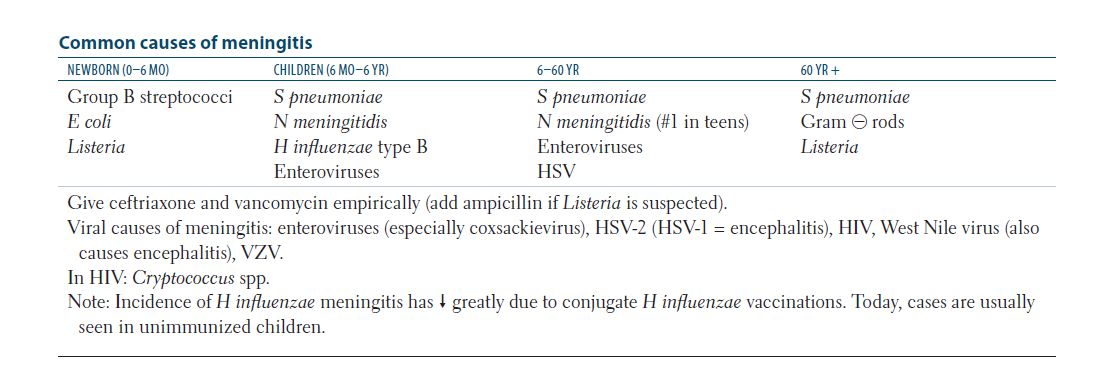 Common causes of meningitis
NEWBORN (0–6 MO) CHILDREN (6 MO–6 YR) 6–60 YR 60 YR +
Group B streptococci S pneumoniae S pneumoniae S pneumoniae
E coli N meningitidis N meningitidis (#1 in teens) Gram ⊖ rods
Listeria H influenzae type B Enteroviruses Listeria
Enteroviruses HSV
Give ceftriaxone and vancomycin empirically (add ampicillin if Listeria is suspected).
Viral causes of meningitis: enteroviruses (especially coxsackievirus), HSV-2 (HSV-1 = encephalitis), HIV, West Nile virus (also
causes encephalitis), VZV.
In HIV: Cryptococcus spp.
Note: Incidence of H influenzae meningitis has ↓ greatly due to conjugate H influenzae vaccinations. Today, cases are usually
seen in unimmunized children.